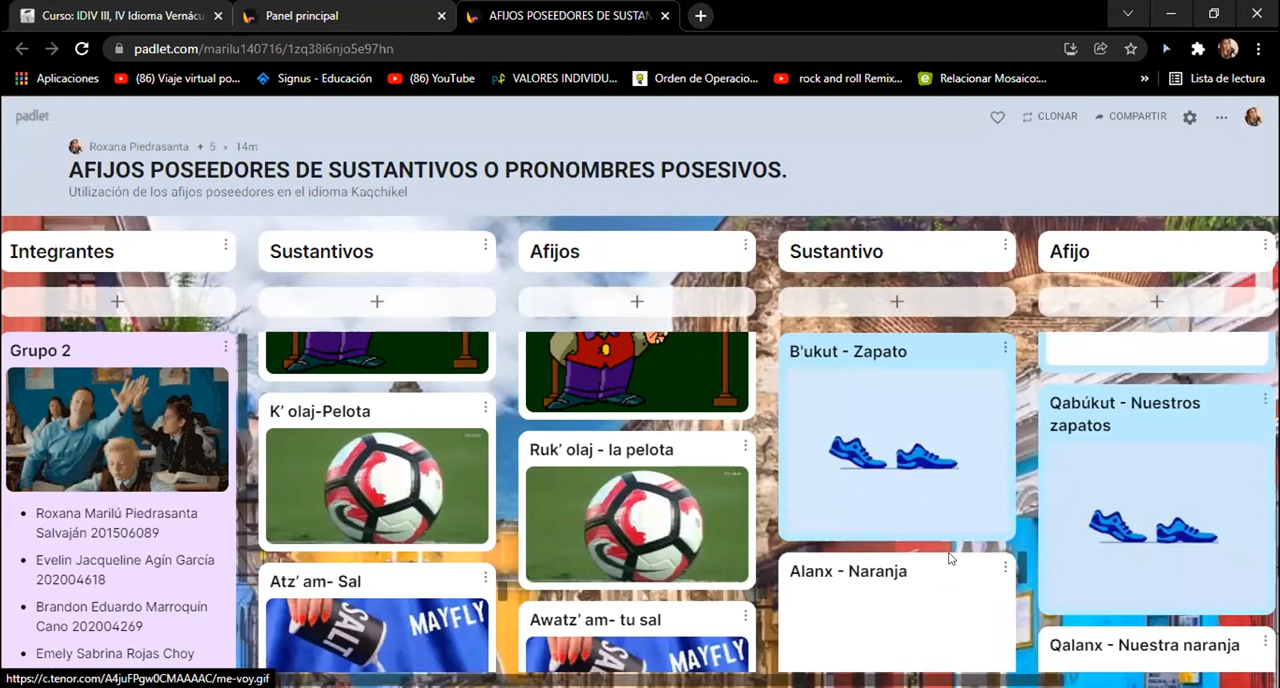 Curso: IDIV III, IV Idioma Vernácu
Panel principal
AFIJOS POSEEDORES DE SUSTAN
padlet.com/marilu140716/1zq38i6njo5e97hn
Aplicaciones
(86) Viaje virtual po...
Signus - Educación
(86) YouTube
VALORES INDIVIDU...
Orden de Operacio...
rock and roll Remix...
Relacionar Mosaico:...
»
Lista de lectura
padlet
CLONAR
COMPARTIR
Roxana Piedrasanta + 5 • 14m
AFIJOS POSEEDORES DE SUSTANTIVOS O PRONOMBRES POSESIVOS.
Utilización de los afijos poseedores en el idioma Kaqchikel
Integrantes
Sustantivos
Afijos
Sustantivo
Afijo
Grupo 2
Roxana Marilú Piedrasanta
Salvaján 201506089
Evelin Jacqueline Agín García
202004618
Brandon Eduardo Marroquín
Cano 202004269
Emely Sabrina Rojas Choy
K’ olaj-Pelota
Atz’ am- Sal
SALT
MAYFLY
Ruk’ olaj - la pelota
Awatz’ am- tu sal
MAYFLY
B'ukut - Zapato
Alanx - Naranja
Qabúkut - Nuestros
zapatos
Qalanx - Nuestra naranja
https://c.tenor.com/A4juFPgw0CMAAAAC/me-voy.gif